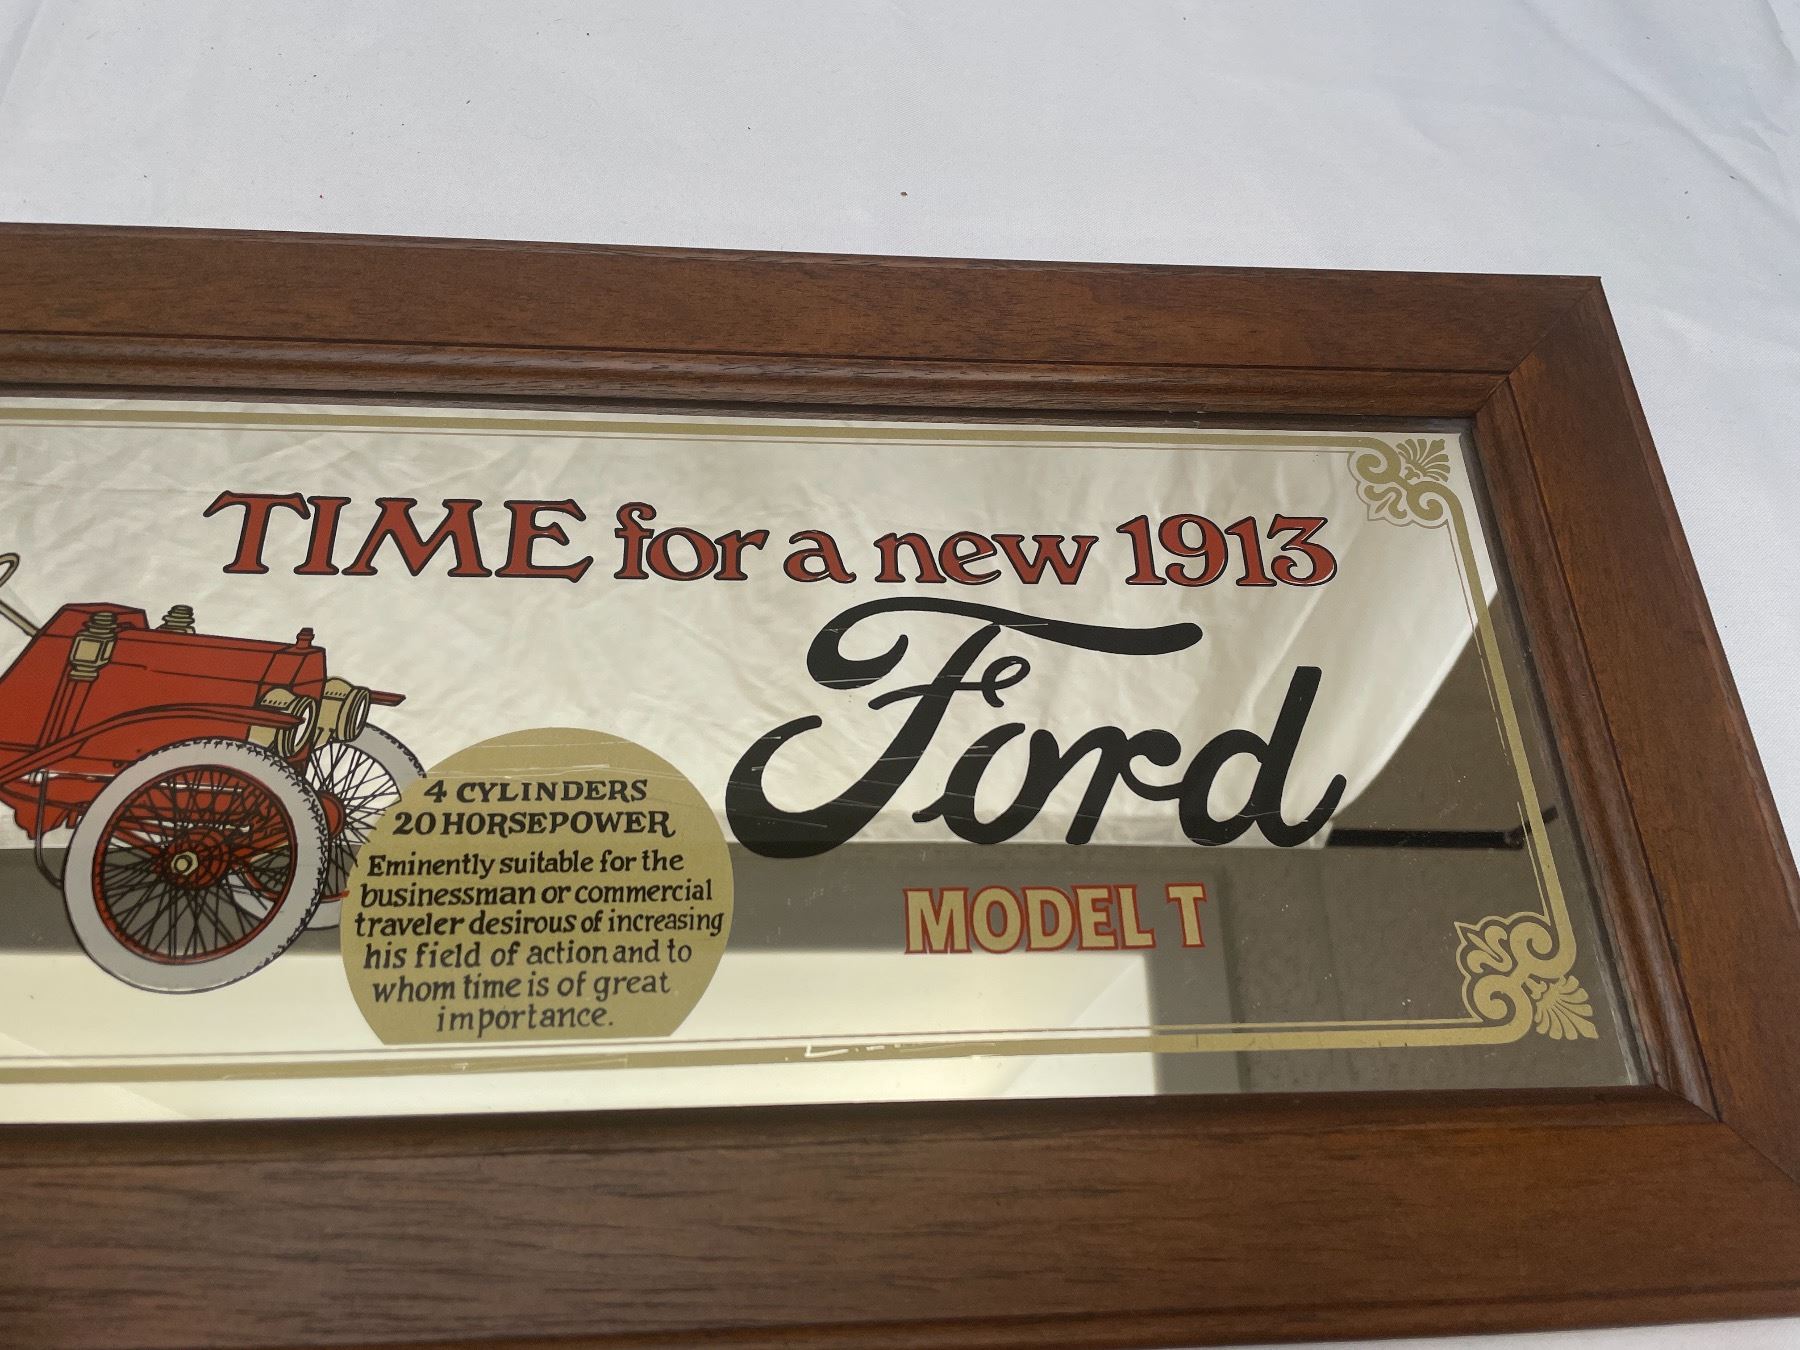 TIME for a new 1913
Ford
MODEL T
4 CYLINDERS
20 HORSEPOWER
Eminently suitable for the
businessman or commercial
traveler desirous of increasing
his field of action and to
whom time is of great
importance.